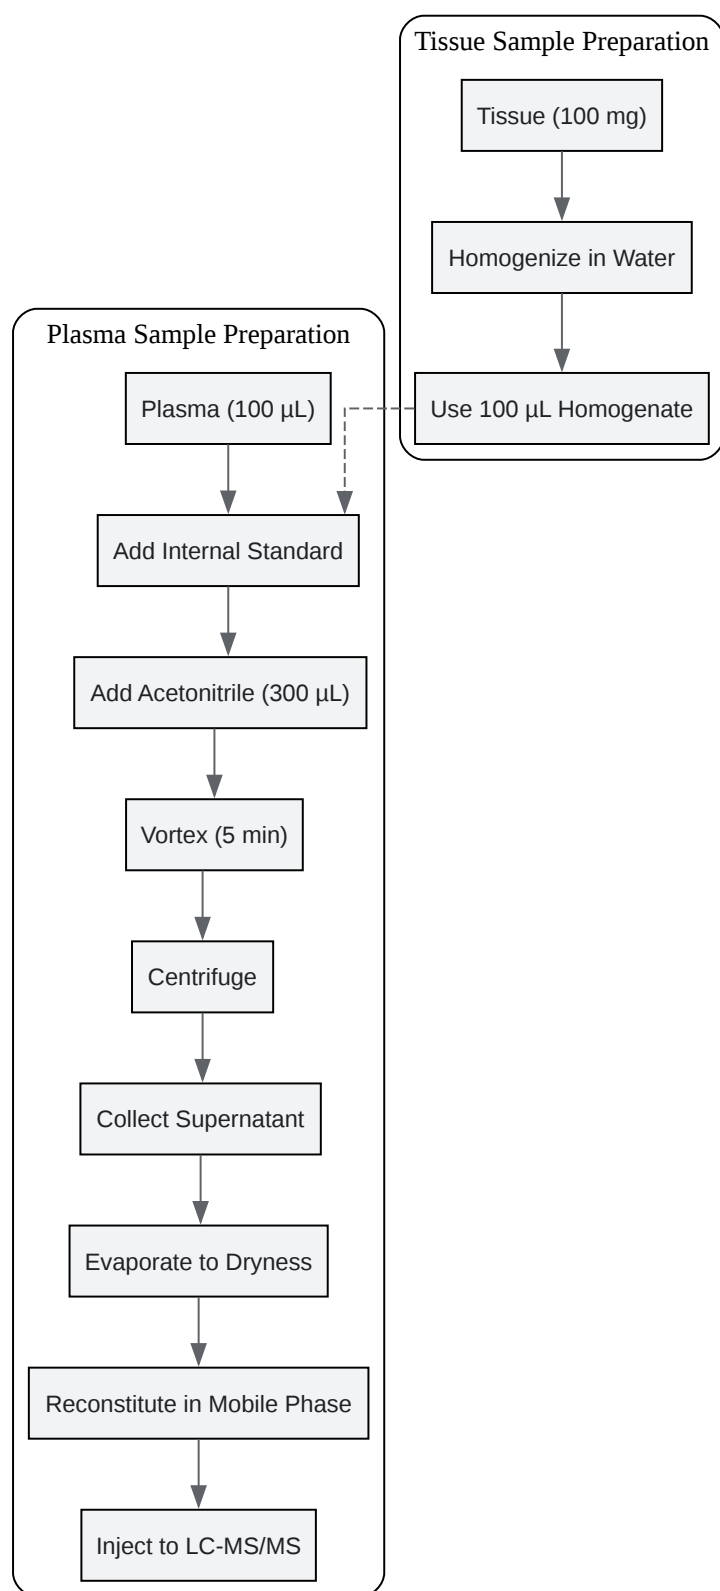 Tissue Sample Preparation
Tissue (100 mg)
Homogenize in Water
Use 100 µL Homogenate
Plasma Sample Preparation
Plasma (100 µL)
Add Internal Standard
Add Acetonitrile (300 µL)
Vortex (5 min)
Centrifuge
Collect Supernatant
Evaporate to Dryness
Reconstitute in Mobile Phase
Inject to LC-MS/MS